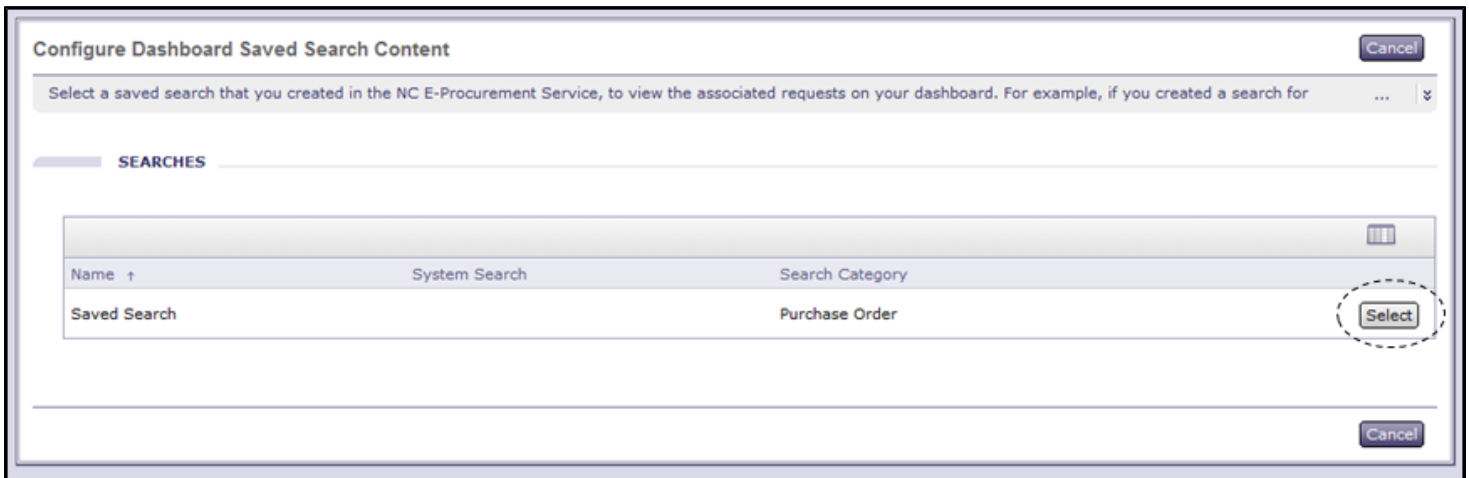 Configure Dashboard Saved Search Content
Cancel
Select a saved search that you created in the NC E-Procurement Service, to view the associated requests on your dashboard. For example, if you created a search for ...
SEARCHES
Name ↑ System Search Search Category
Saved Search Purchase Order Select
Cancel